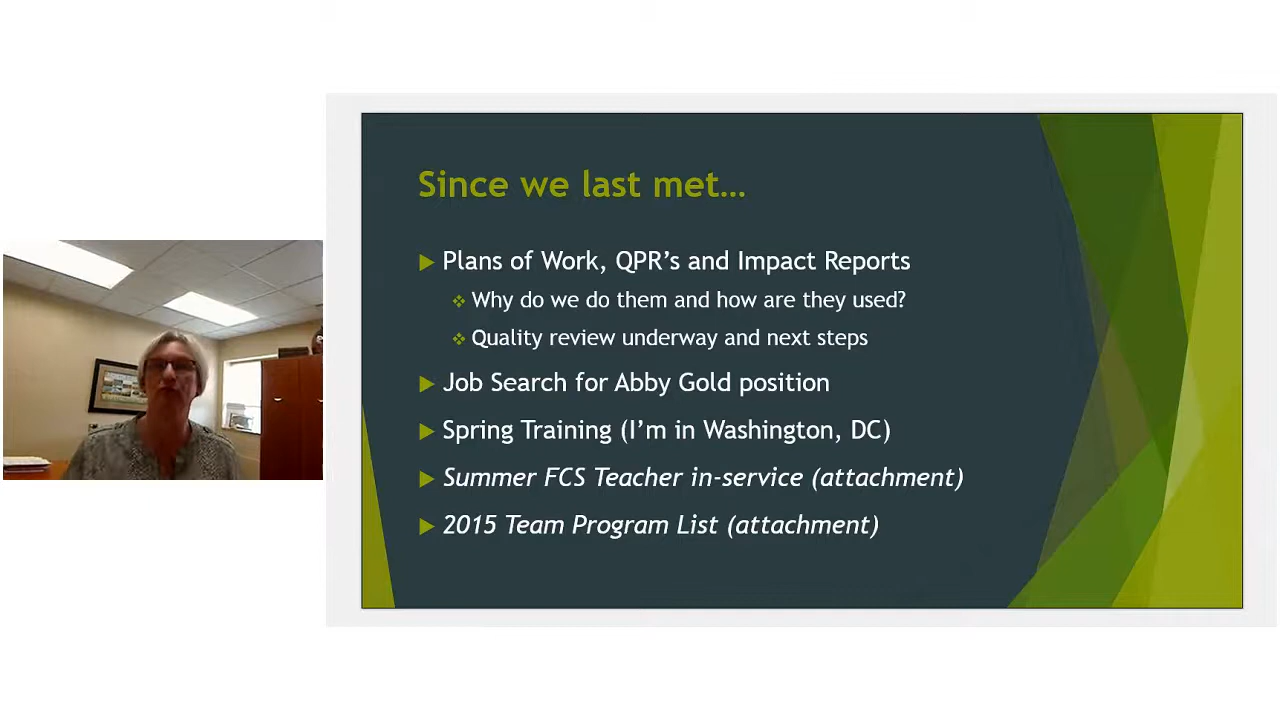 Since we last met...
Plans of Work, QPR's and Impact Reports
Why do we do them and how are they used?
Quality review underway and next steps
Job Search for Abby Gold position
Spring Training (I'm in Washington, DC)
Summer FCS Teacher in-service (attachment)
2015 Team Program List (attachment)